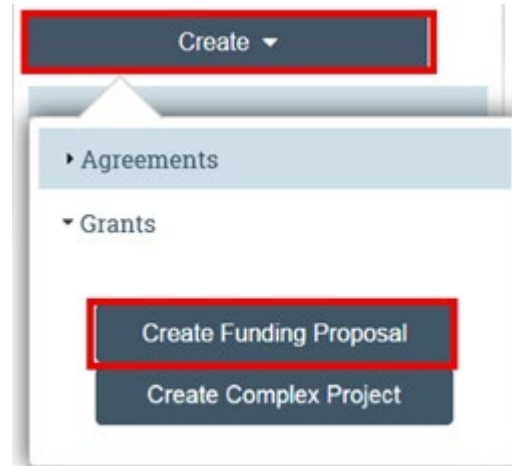 Create
Agreements
Grants
Create Funding Proposal
Create Complex Project